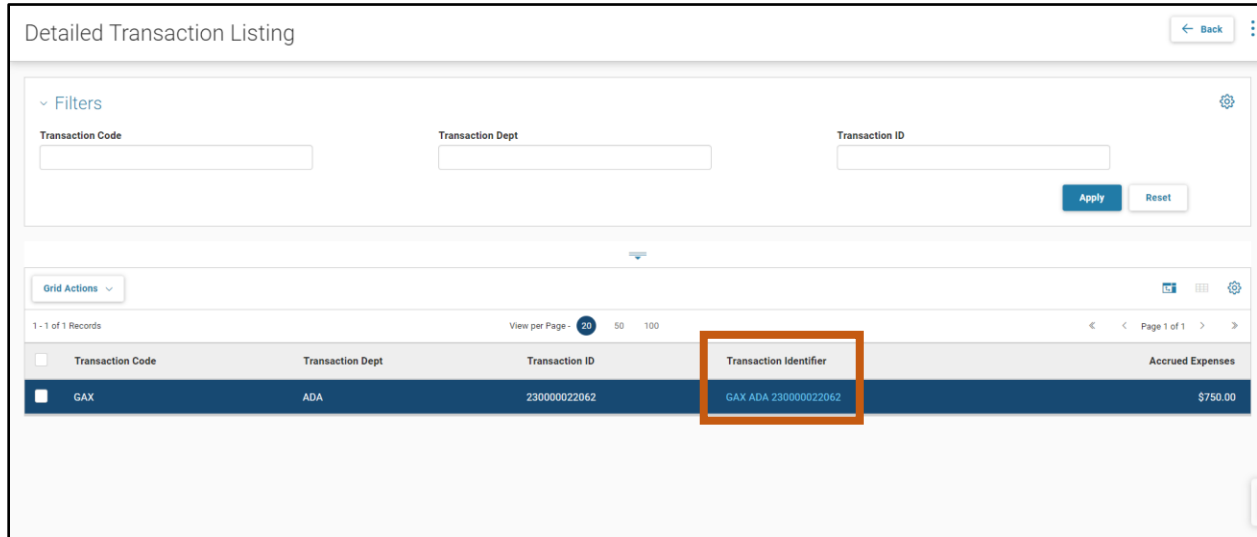 Detailed Transaction Listing
Back
Filters
Transaction Code Transaction Dept Transaction ID
Apply Reset
Grid Actions
1 - 1 of 1 Records View per Page - 20 50 100 Page 1 of 1
Transaction Code Transaction Dept Transaction ID Transaction Identifier Accrued Expenses
GAX ADA 230000022062 GAX ADA 230000022062 $750.00